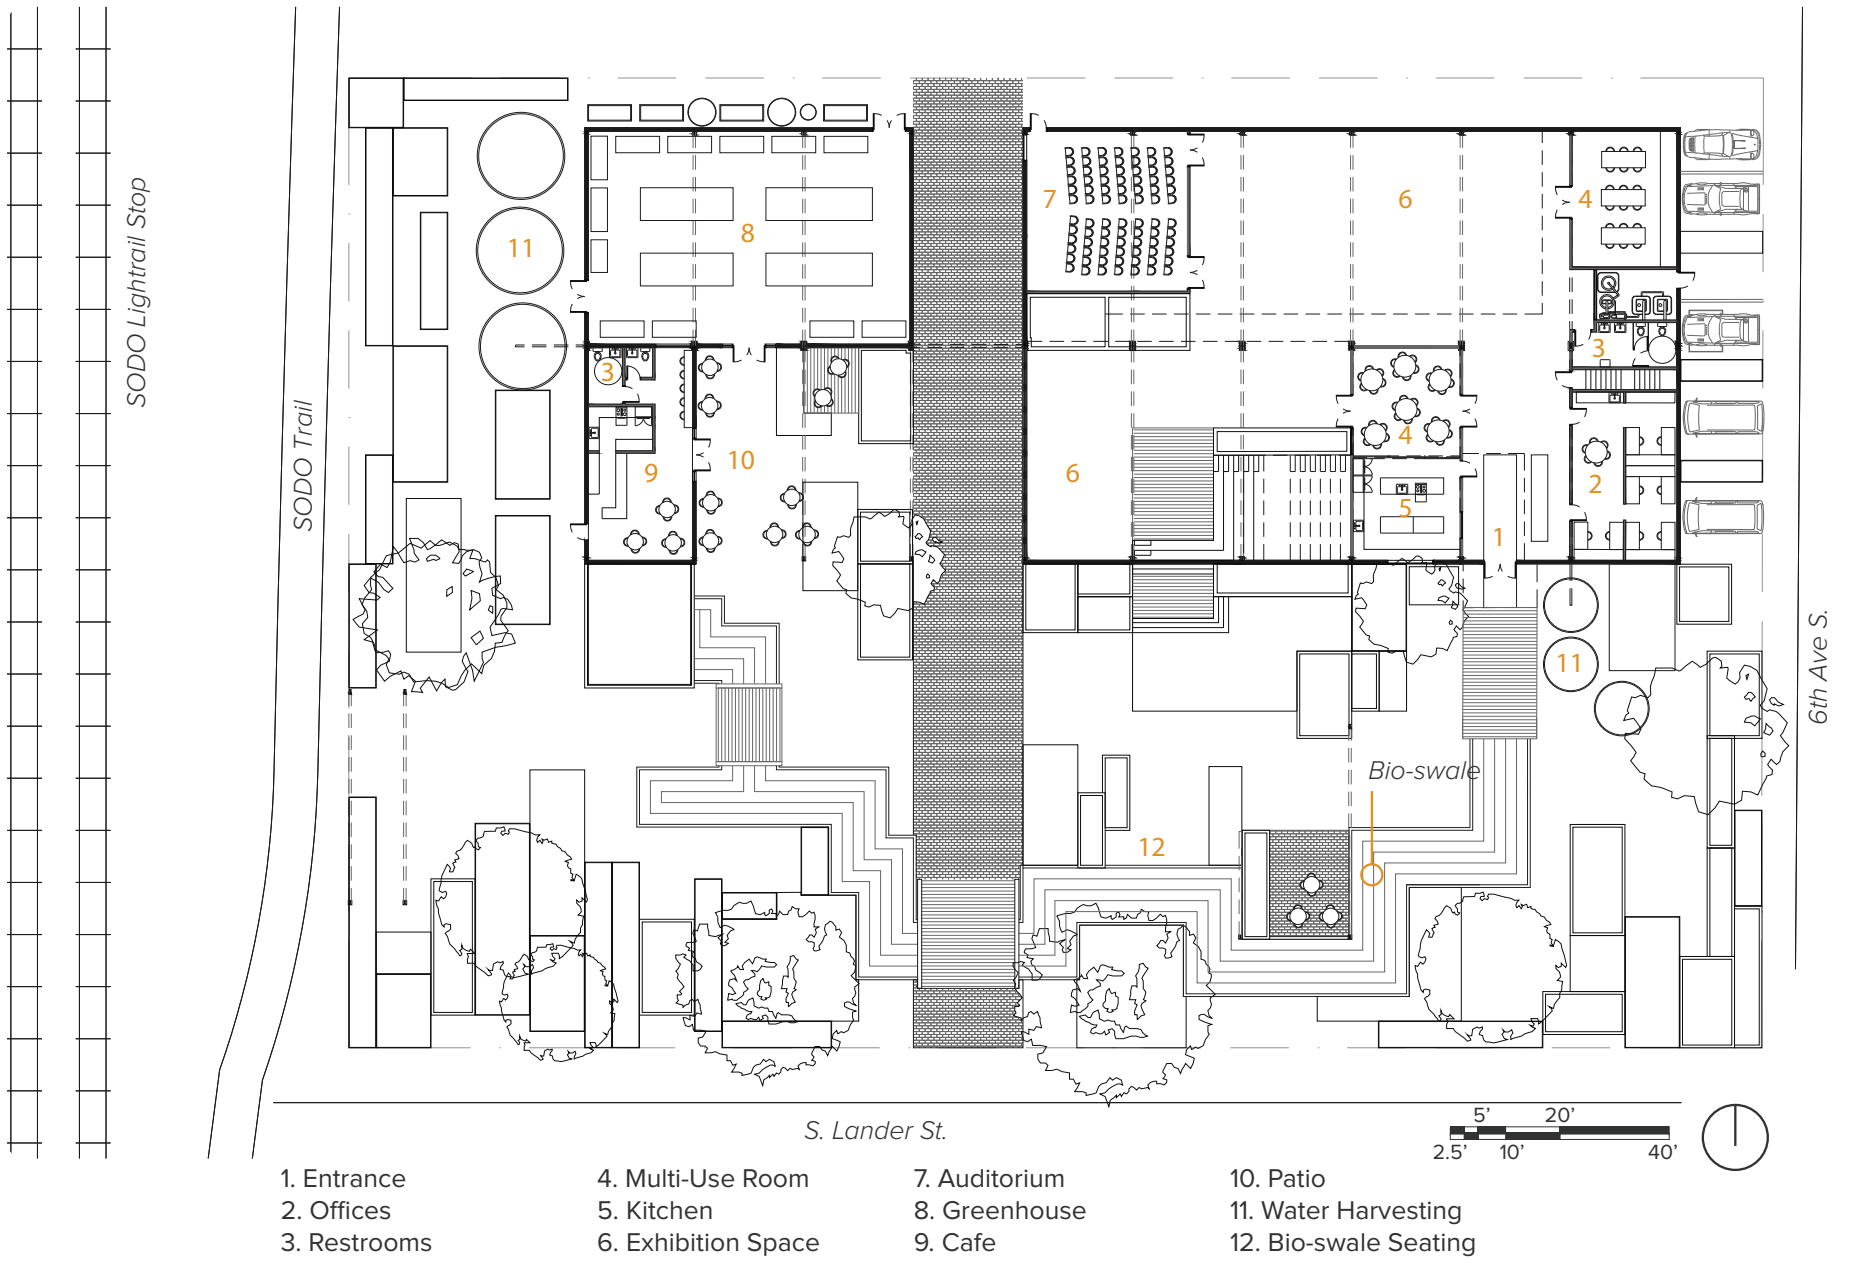 SODO Lightrail Stop
SODO Trail
11
8
7
6
4
3
3
9
10
6
4
5
2
1
11
6th Ave S.
Bio-swale
12
S. Lander St.
5’ 20’
2.5’ 10’ 40’
1. Entrance
2. Offices
3. Restrooms
4. Multi-Use Room
5. Kitchen
6. Exhibition Space
7. Auditorium
8. Greenhouse
9. Cafe
10. Patio
11. Water Harvesting
12. Bio-swale Seating